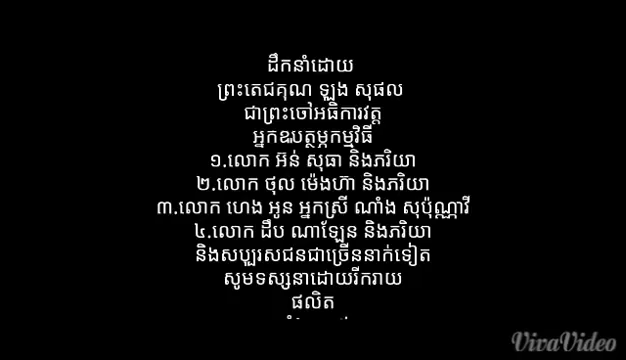 ដឹកនាំដោយ
ព្រះតេជគុណ ឡុង សុផល
ជាព្រះចៅអធិការវត្ត
អ្នកឧបត្ថម្ភកម្មវិធី
១.លោក អ៊ន់ សុធា និងភរិយា
២.លោក ថុល ម៉េងហ៊ា និងភរិយា
៣.លោក ហេង អូន អ្នកស្រី ណាំង សុប៉ុណ្ណាវី
៤.លោក ដឹប ណាឡែន និងភរិយា
និងសប្បុរសជនជាច្រើននាក់ទៀត
សូមទស្សនាដោយរីករាយ
ផលិត
VivaVideo